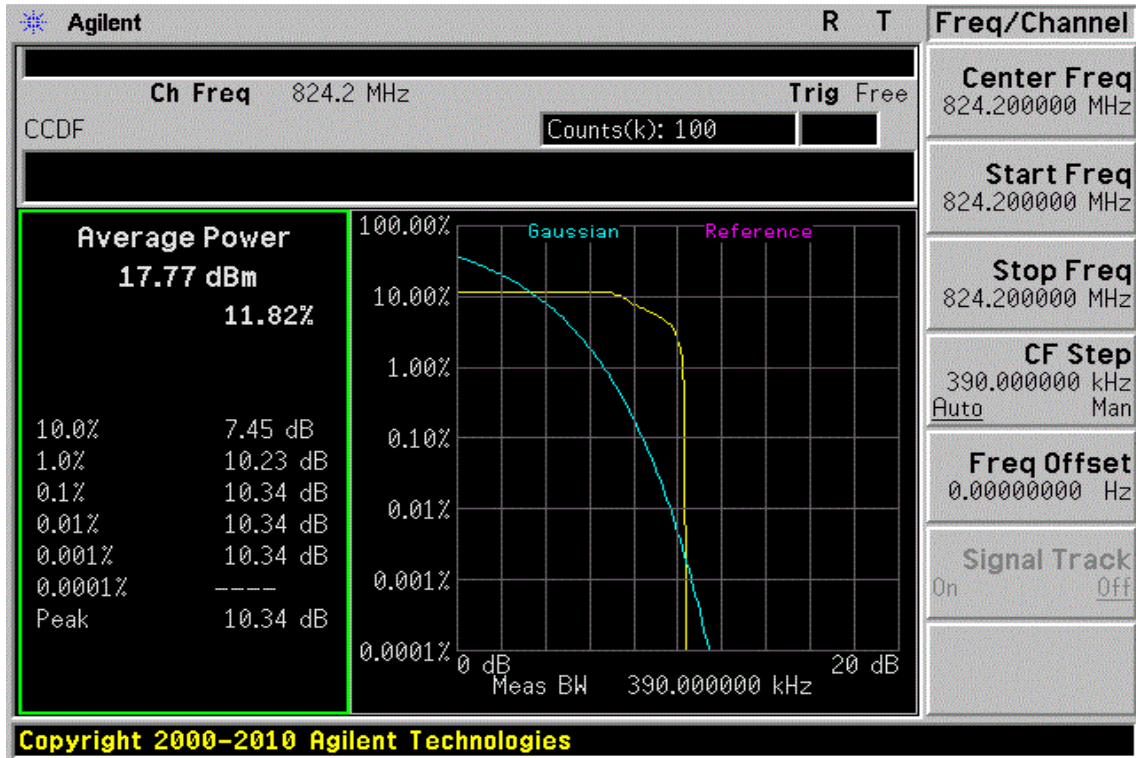 Agilent R T
Ch Freq 824.2 MHz Trig Free
CCDF Counts(k): 100
Average Power
17.77 dBm
11.82%
10.0% 7.45 dB
1.0% 10.23 dB
0.1% 10.34 dB
0.01% 10.34 dB
0.001% 10.34 dB
0.0001% ----
Peak 10.34 dB
Gaussian Reference
100.00%
10.00%
1.00%
0.10%
0.01%
0.001%
0.0001%
0 dB 20 dB
Meas BW 390.000000 kHz
Freq/Channel
Center Freq
824.200000 MHz
Start Freq
824.200000 MHz
Stop Freq
824.200000 MHz
CF Step
390.000000 kHz
Auto Man
Freq Offset
0.00000000 Hz
Signal Track
On Off
Copyright 2000-2010 Agilent Technologies